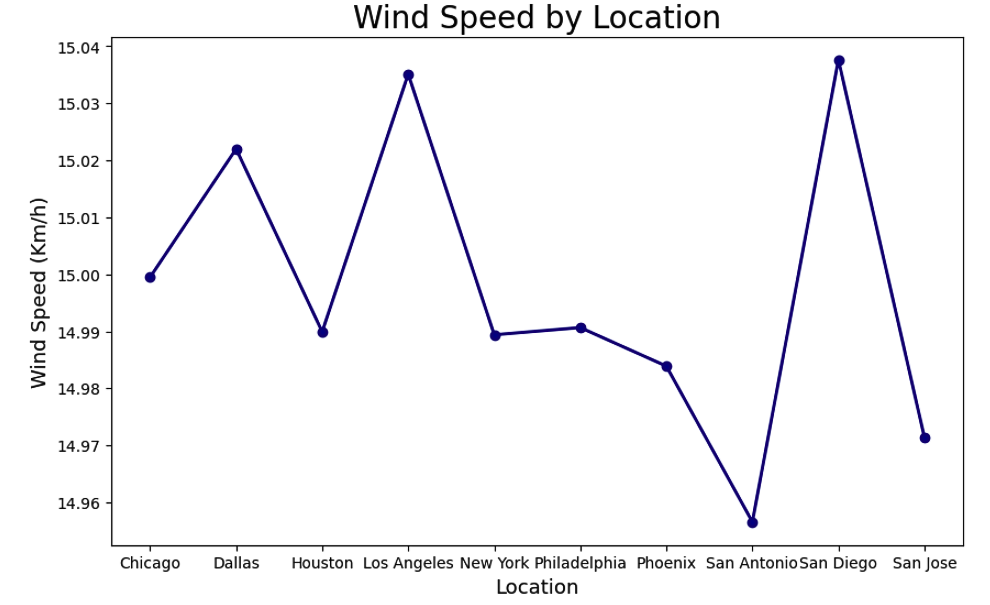 Wind Speed by Location
Wind Speed (Km/h)
15.04
15.03
15.02
15.01
15.00
14.99
14.98
14.97
14.96
Chicago Dallas Houston Los Angeles New York Philadelphia Phoenix San Antonio San Diego San Jose
Location